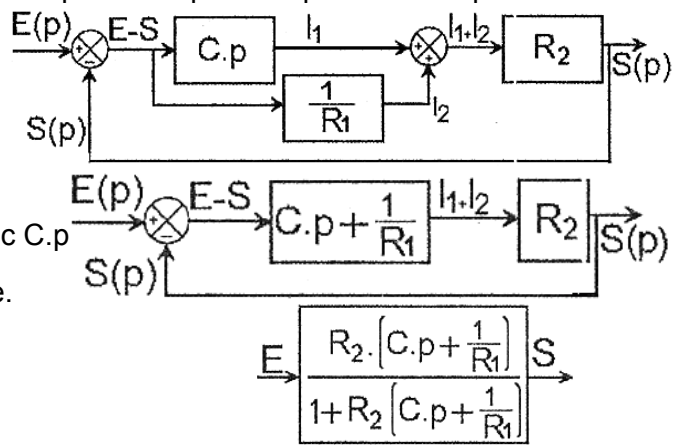 E(p) E-S C.p I₁ I₁+I₂ R₂ S(p)
1/R₁ I₂
S(p)
E(p) E-S C.p+1/R₁ I₁+I₂ R₂ S(p)
c C.p
S(p)
e.
E R₂.(C.p+1/R₁) S
1+R₂(C.p+1/R₁)